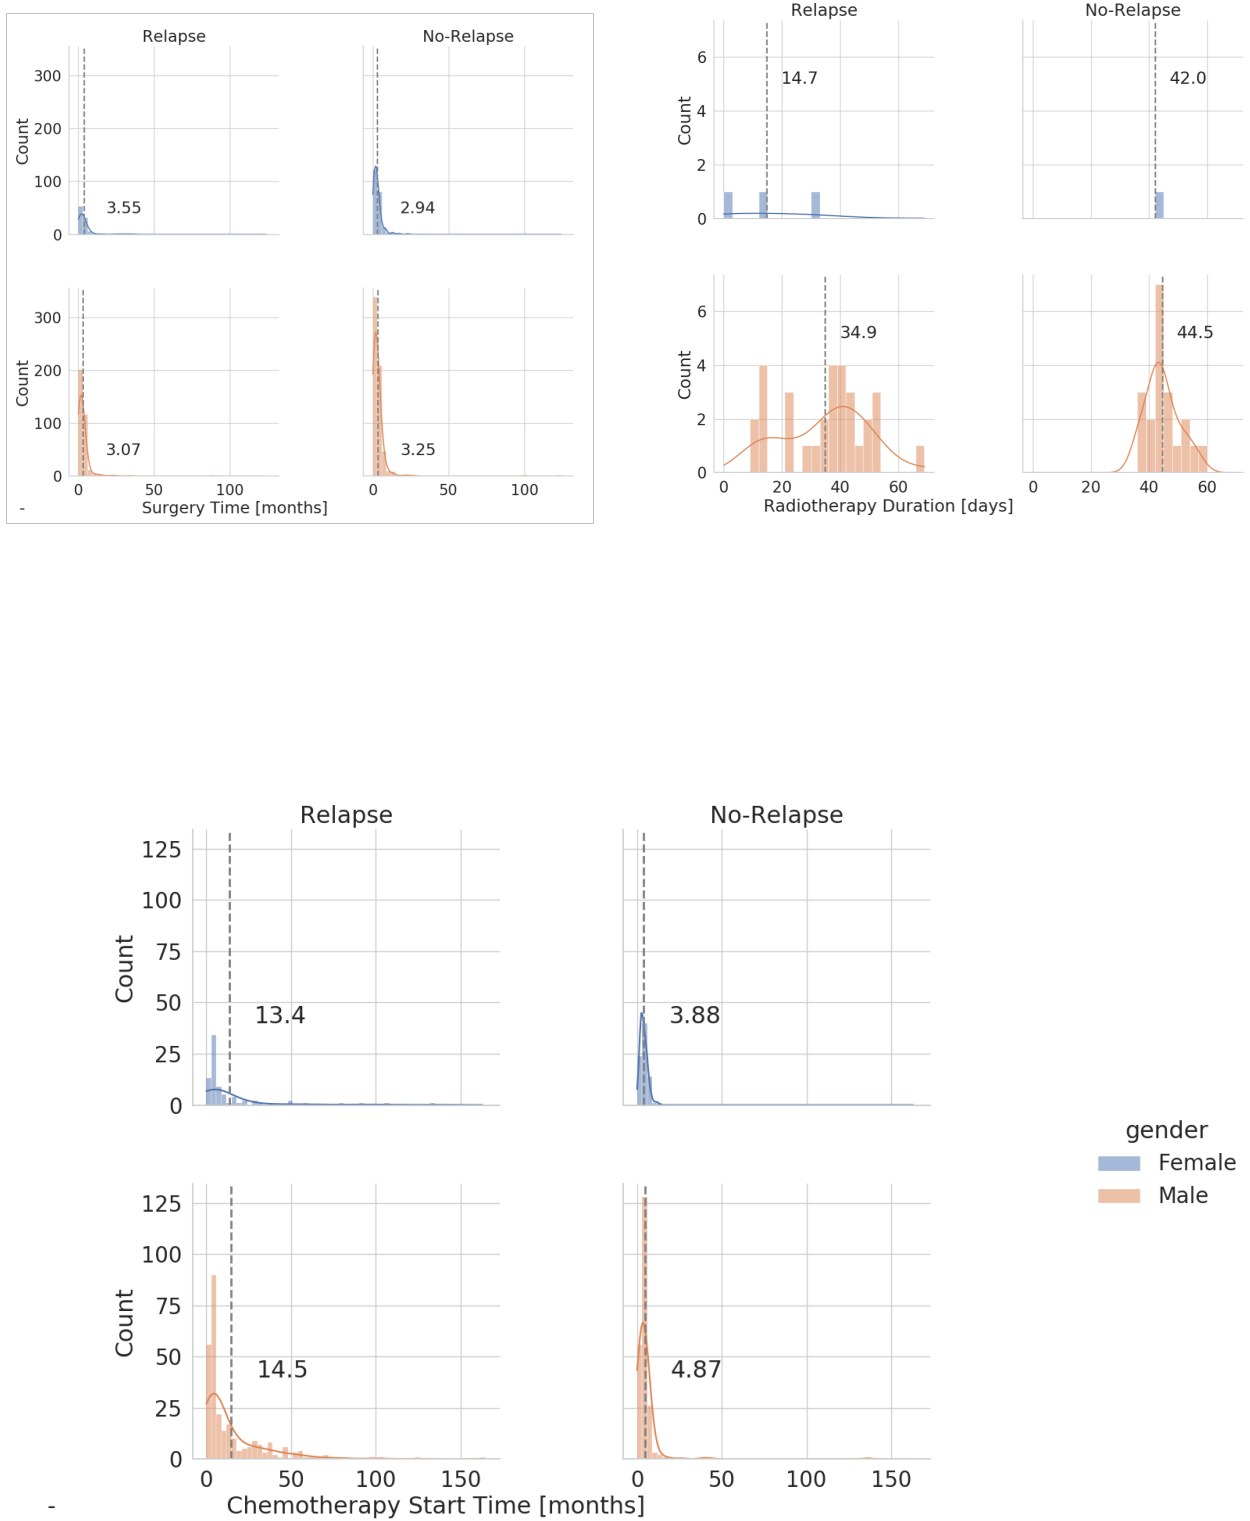 Relapse No-Relapse
300
200
100
0
Count
3.55
2.94
300
200
100
0
Count
3.07
3.25
0 50 100 0 50 100
- Surgery Time [months]
Relapse No-Relapse
6
4
2
0
Count
14.7
42.0
6
4
2
0
Count
34.9
44.5
0 20 40 60 0 20 40 60
Radiotherapy Duration [days]
Relapse No-Relapse
125
100
75
50
25
0
Count
13.4
3.88
125
100
75
50
25
0
Count
14.5
4.87
0 50 100 150 0 50 100 150
- Chemotherapy Start Time [months]
gender
Female
Male